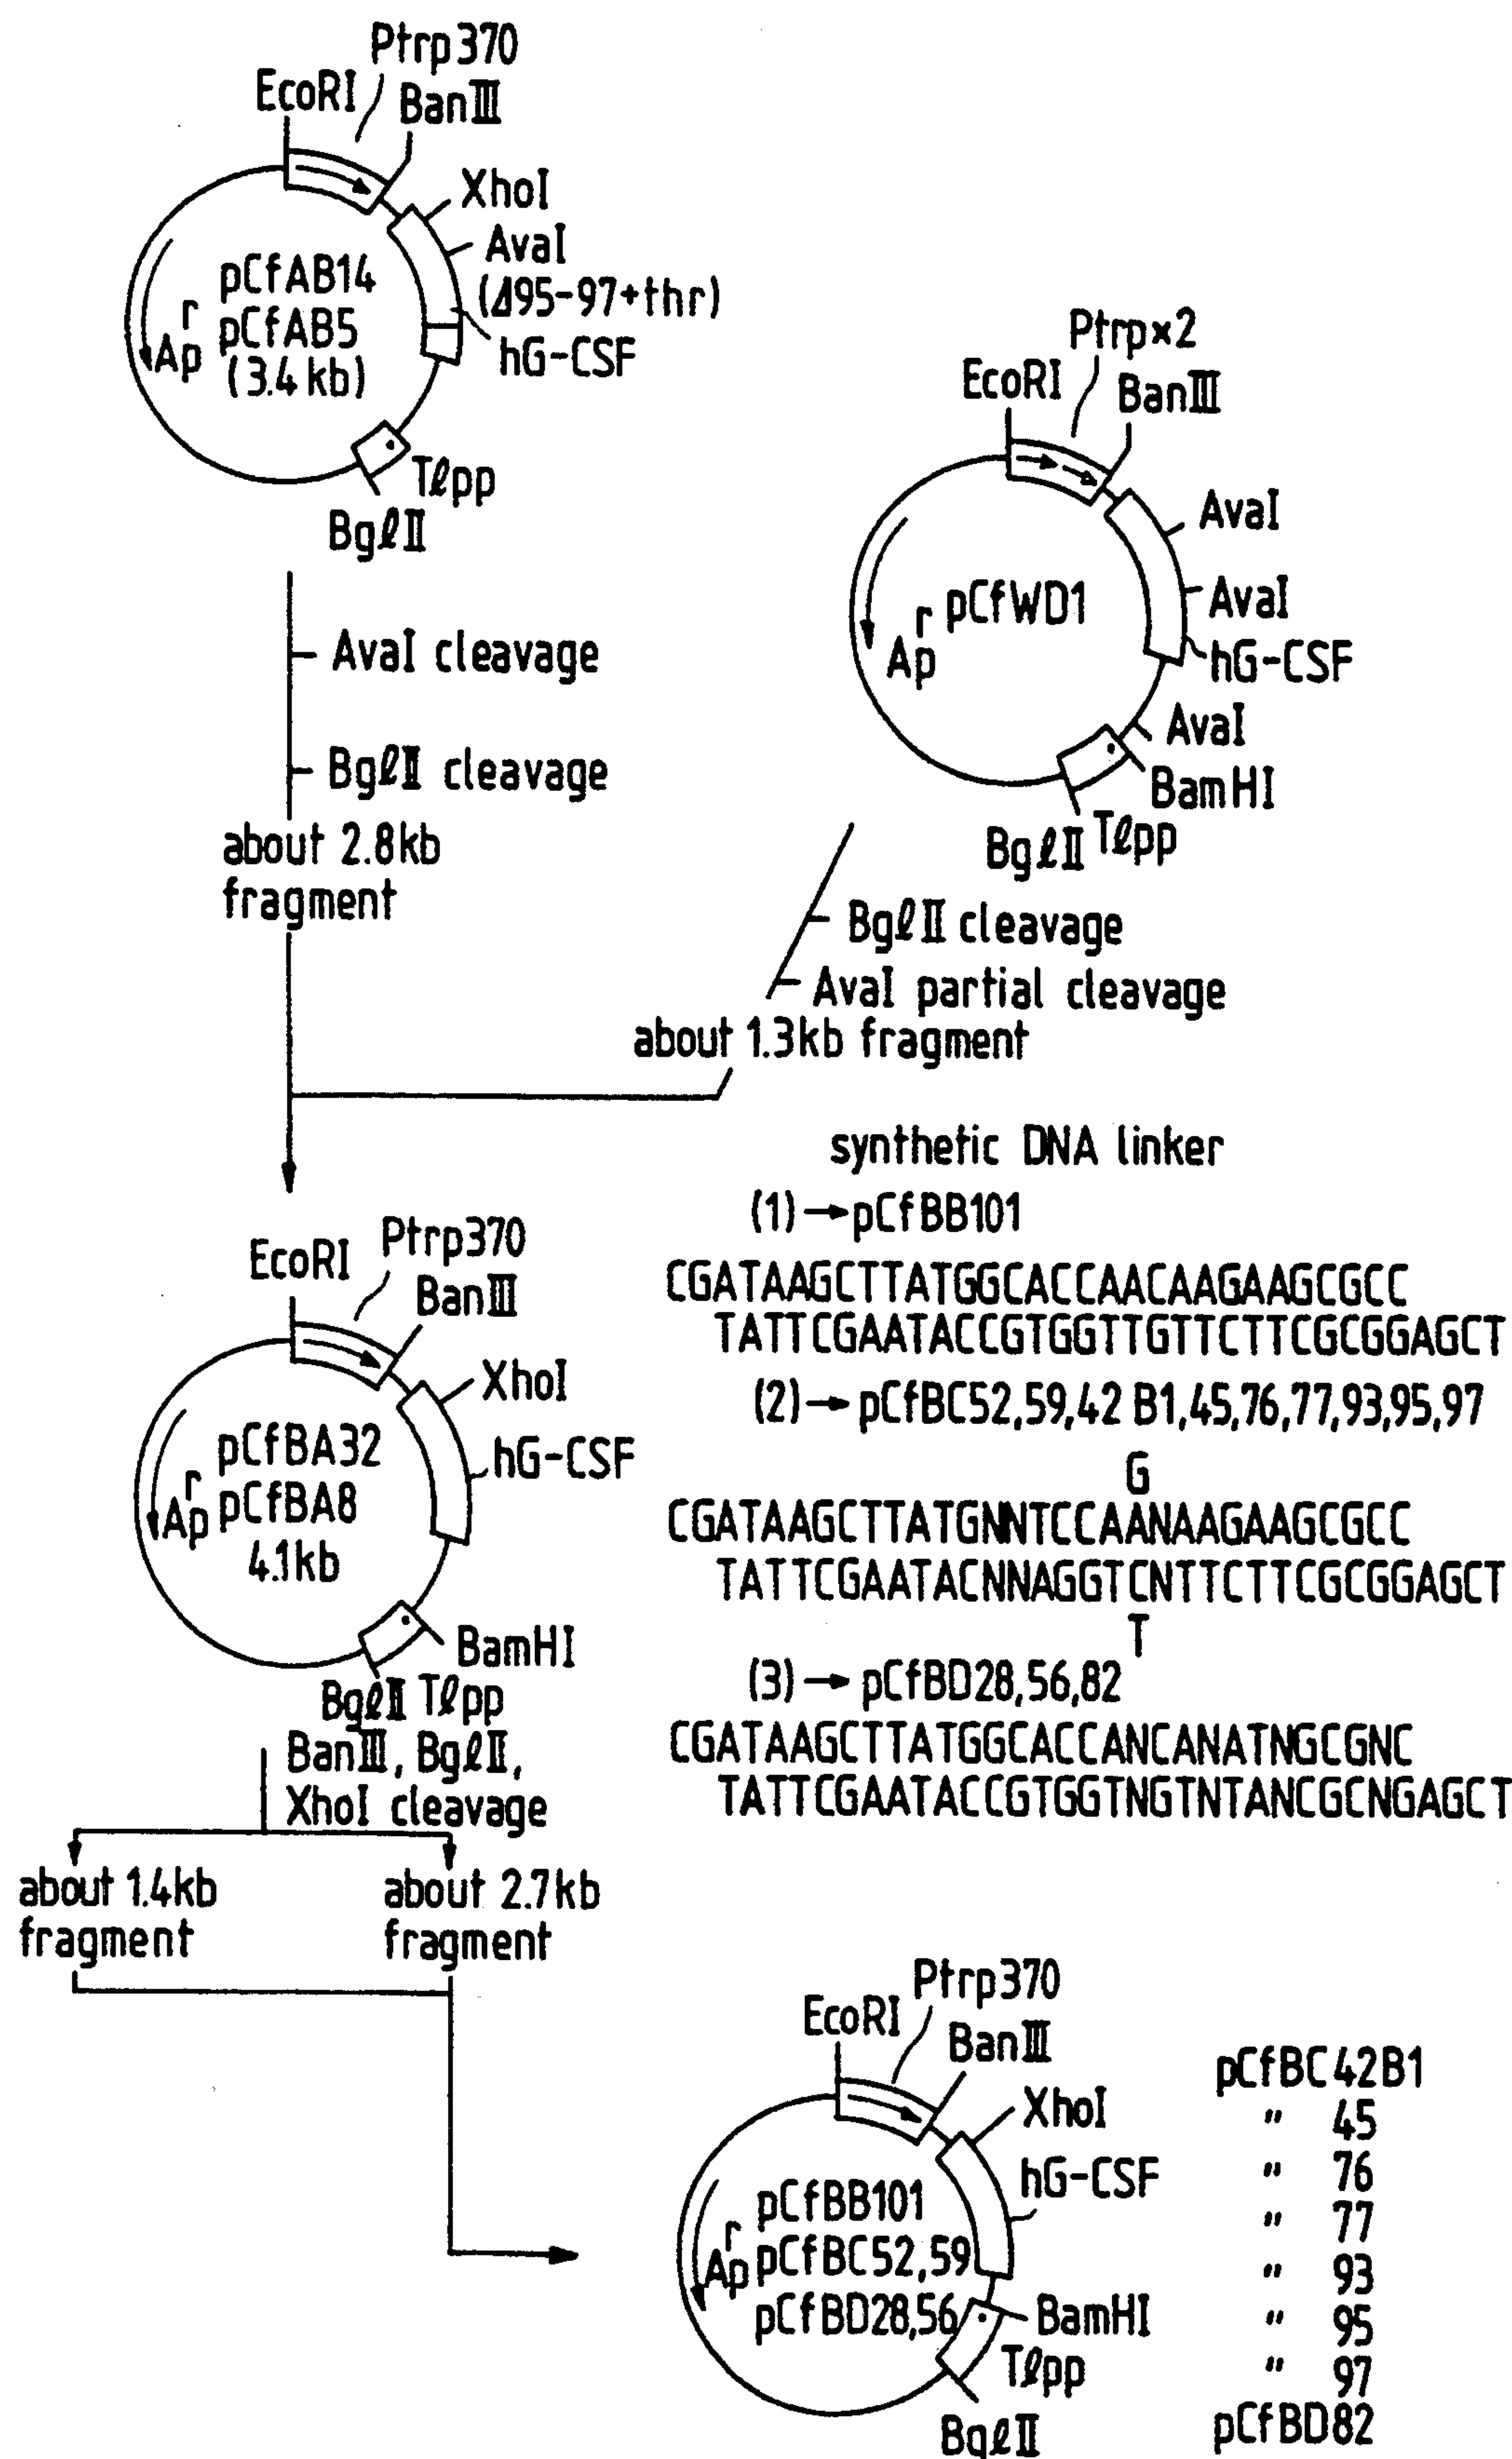 Ptrp370
EcoRI
BanIII
XhoI
AvaI
(Δ95-97+thr)
hG-CSF
pCfAB14
pCfAB5
(3.4kb)
Apr
Tlpp
BglII
AvaI cleavage
BglII cleavage
about 2.8kb
fragment
Ptrp×2
EcoRI
BanIII
AvaI
AvaI
hG-CSF
pCfWD1
Apr
AvaI
BamHI
Tlpp
BglII
BglII cleavage
AvaI partial cleavage
about 1.3kb fragment
synthetic DNA linker
(1)→pCfBB101
CGATAAGCTTATGGCACCAACAAGAAGCGCC
TATTCGAATACCGTGGTTGTTCTTCGCGGAGCT
(2)→pCfBC52,59,42 B1,45,76,77,93,95,97
G
CGATAAGCTTATGNNTCCAANAAGAAGCGCC
TATTCGAATACNNAGGTCNTTCTTCGCGGAGCT
T
(3)→pCfBD28,56,82
CGATAAGCTTATGGCACCANCANATNGCGNC
TATTCGAATACCGTGGTNGTNTANCGCNGAGCT
Ptrp370
EcoRI
BanIII
XhoI
hG-CSF
pCfBA32
pCfBA8
4.1kb
Apr
BamHI
BglII Tlpp
BanIII, BglII,
XhoI cleavage
about 1.4kb
fragment
about 2.7kb
fragment
Ptrp370
EcoRI
BanIII
XhoI
hG-CSF
pCfBB101
pCfBC52,59
pCfBD28,56
Apr
BamHI
Tlpp
BglII
pCfBC42B1
〃 45
〃 76
〃 77
〃 93
〃 95
〃 97
pCfBD82